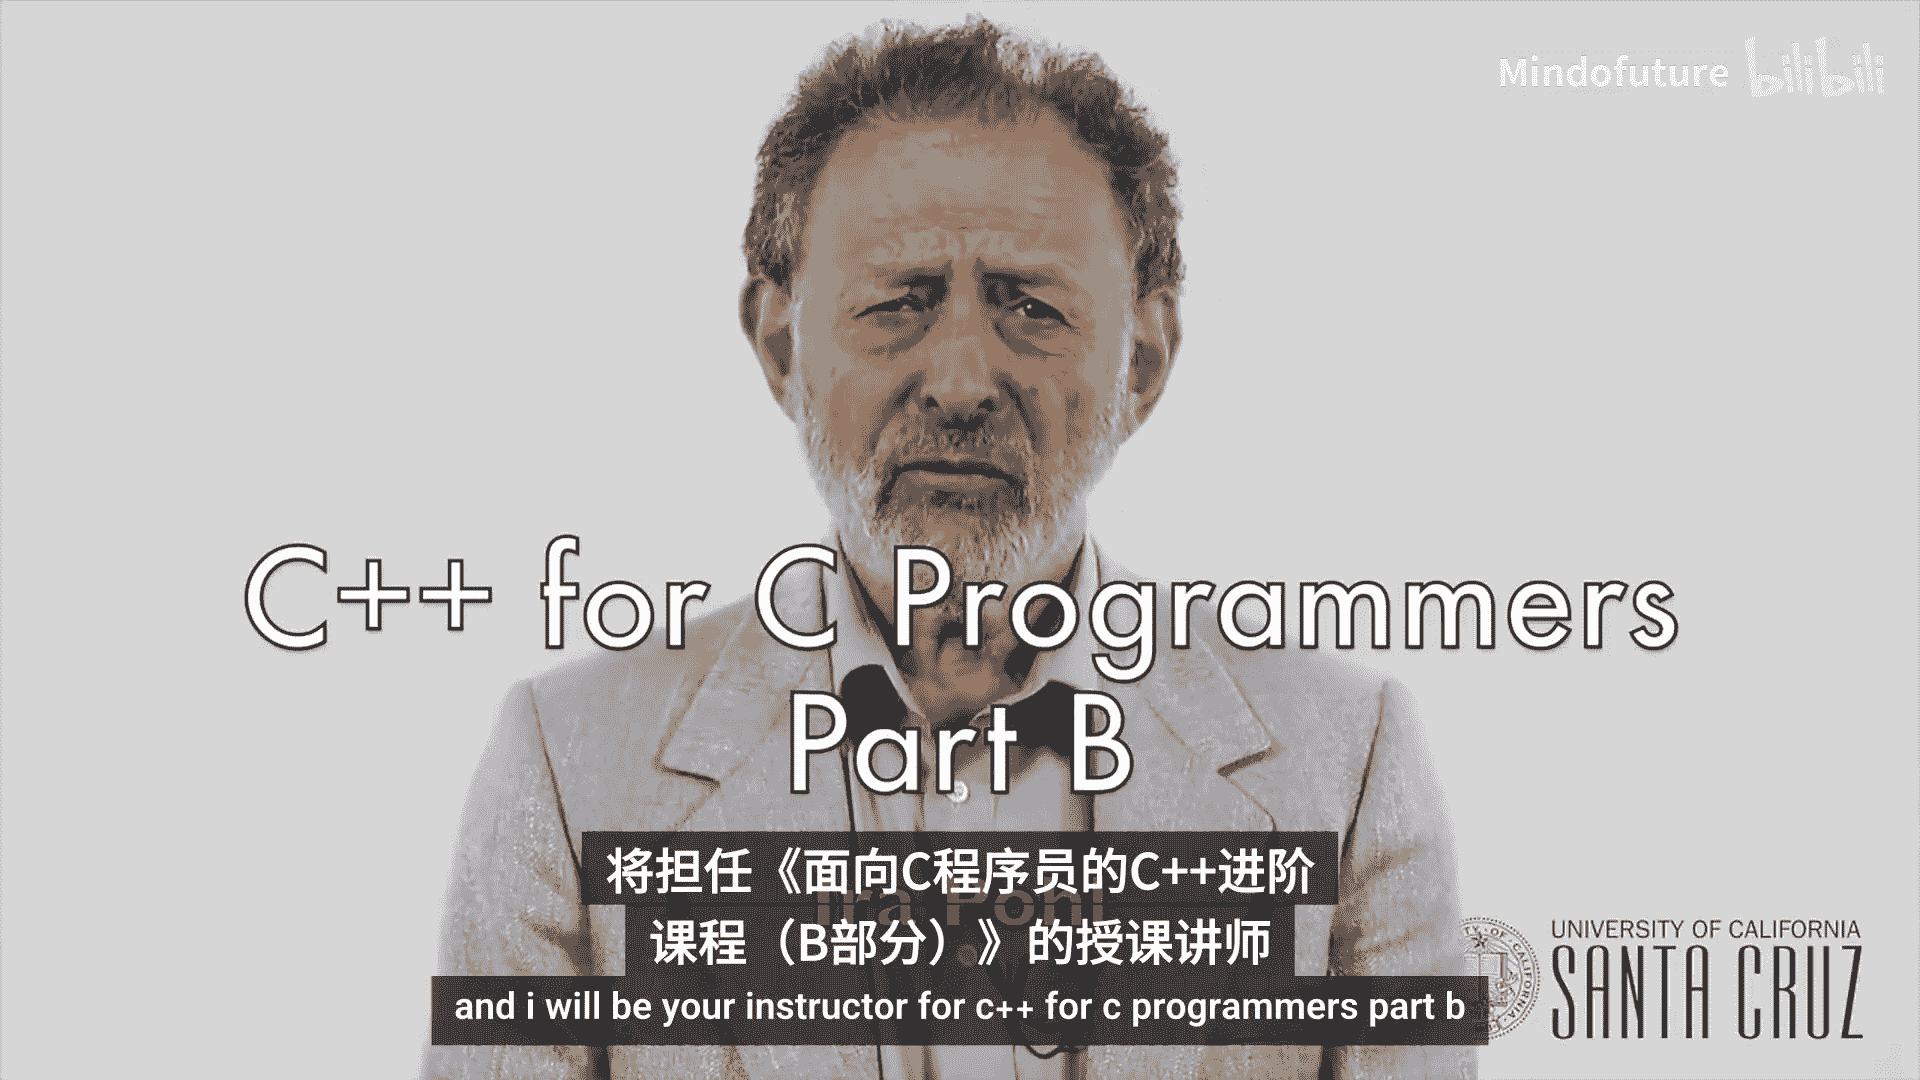 Mindofuture bilibili
C++ for C Programmers
Part B
将担任《面向C程序员的C++进阶
Ira Pohl
课程（B部分）》的授课讲师
and i will be your instructor for c++ for c programmers part b
UNIVERSITY OF CALIFORNIA
SANTA CRUZ